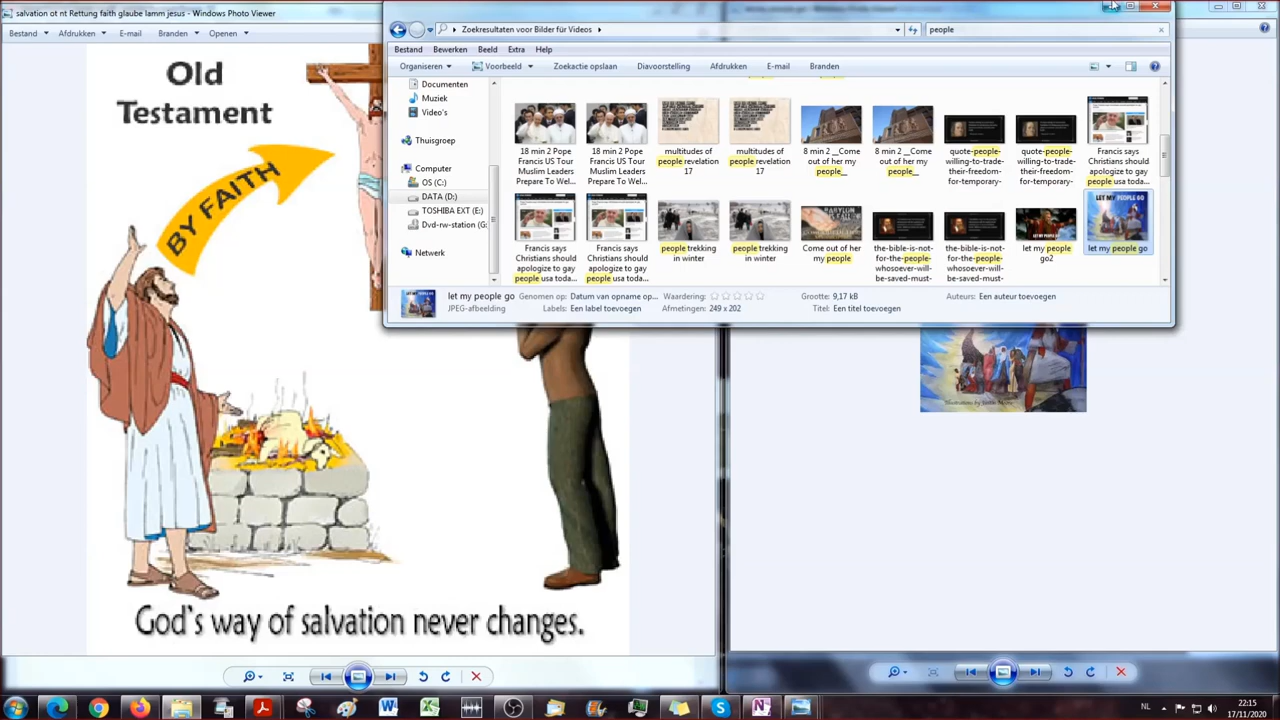 salvation ot nt Rettung faith glaube lamm jesus - Windows Photo Viewer
Bestand Afdrukken E-mail Branden Openen
Old
Testament
BY FAITH
God's way of salvation never changes.
Zoekresultaten voor Bilder für Videos
people
Bestand Bewerken Beeld Extra Help
Organiseren Voorbeeld Zoekactie opslaan Diavoorstelling Afdrukken E-mail Branden
Documenten
Muziek
Video's
Thuisgroep
Computer
OS (C:)
DATA (D:)
TOSHIBA EXT (E:)
Dvd-rw-station (G:
Netwerk
18 min 2 Pope
Francis US Tour
Muslim Leaders
Prepare To Wel...
18 min 2 Pope
Francis US Tour
Muslim Leaders
Prepare To Wel...
multitudes of
people revelation
17
multitudes of
people revelation
17
8 min 2 __Come
out of her my
people__
8 min 2 __Come
out of her my
people__
quote-people-
willing-to-trade-
their-freedom-
for-temporary-
quote-people-
willing-to-trade-
their-freedom-
for-temporary-
Francis says
Christians should
apologize to gay
people usa toda...
Francis says
Christians should
apologize to gay
people usa toda...
Francis says
Christians should
apologize to gay
people usa toda...
people trekking
in winter
people trekking
in winter
Come out of her
my people
the-bible-is-not-
for-the-people-
whosoever-will-
be-saved-must-
the-bible-is-not-
for-the-people-
whosoever-will-
be-saved-must-
let my people
go2
LET MY PEOPLE GO
let my people go
let my people go
JPEG-afbeelding
Genomen op: Datum van opname op...
Labels: Een label toevoegen
Waardering:
Afmetingen: 249 x 202
Grootte: 9,17 kB
Titel: Een titel toevoegen
Auteurs: Een auteur toevoegen
NL
22:15
17/11/2020